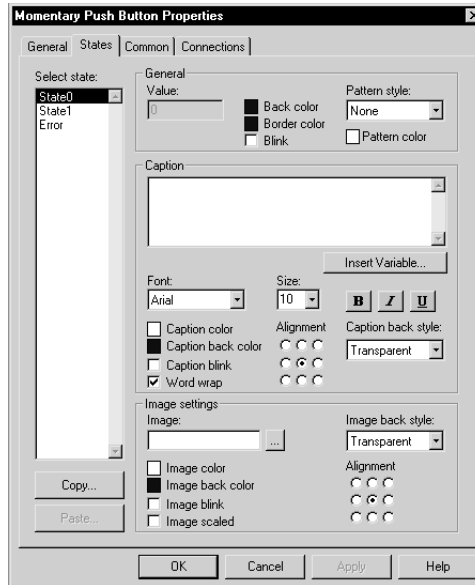 Momentary Push Button Properties
General States Common Connections
Select state:
State0
State1
Error
Copy...
Paste...
General
Value:
0
Back color
Border color
Blink
Pattern style:
None
Pattern color
Caption
Insert Variable...
Font:
Arial
Size:
10
B I U
Caption color
Caption back color
Caption blink
Word wrap
Alignment
Caption back style:
Transparent
Image settings
Image:
...
Image back style:
Transparent
Image color
Image back color
Image blink
Image scaled
Alignment
OK Cancel Apply Help